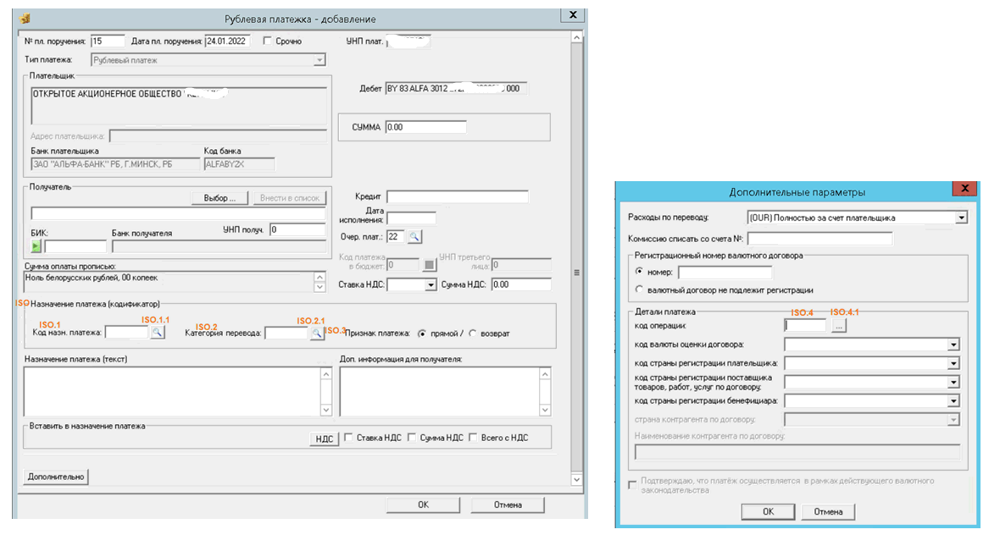 Рублевая платежка - добавление
№ пл. поручения: 15 Дата пл. поручения: 24.01.2022 Срочно УНП плат.
Тип платежа: Рублевый платеж
Плательщик
ОТКРЫТОЕ АКЦИОНЕРНОЕ ОБЩЕСТВО
Дебет BY 83 ALFA 3012 000
СУММА 0.00
Адрес плательщика:
Банк плательщика Код банка
ЗАО "АЛЬФА-БАНК" РБ, Г.МИНСК, РБ ALFABY2X
Получатель
Выбор ... Внести в список
Кредит
Дата
исполнения:
БИК: Банк получателя УНП получ. 0
Очер. плат.: 22
Код платежа
в бюджет: 0
УНП третьего
лица: 0
Сумма оплаты прописью:
Ноль белорусских рублей, 00 копеек
Ставка НДС: Сумма НДС: 0.00
ISO Назначение платежа (кодификатор)
ISO.1 ISO.1.1 ISO.2 ISO.2.1 ISO.3
Код назн. платежа: Категория перевода: Признак платежа: прямой / возврат
Назначение платежа (текст) Доп. информация для получателя:
Вставить в назначение платежа
НДС Ставка НДС Сумма НДС Всего с НДС
Дополнительно
OK Отмена
Дополнительные параметры
Расходы по переводу: (OUR) Полностью за счет плательщика
Комиссию списать со счета №:
Регистрационный номер валютного договора
номер:
валютный договор не подлежит регистрации
Детали платежа
ISO.4 ISO.4.1
код операции: ...
код валюты оценки договора:
код страны регистрации плательщика:
код страны регистрации поставщика
товаров, работ, услуг по договору:
код страны регистрации бенефициара:
страна контрагента по договору:
Наименование контрагента по договору:
Подтверждаю, что платёж осуществляется в рамках действующего валютного
законодательства
OK Отмена